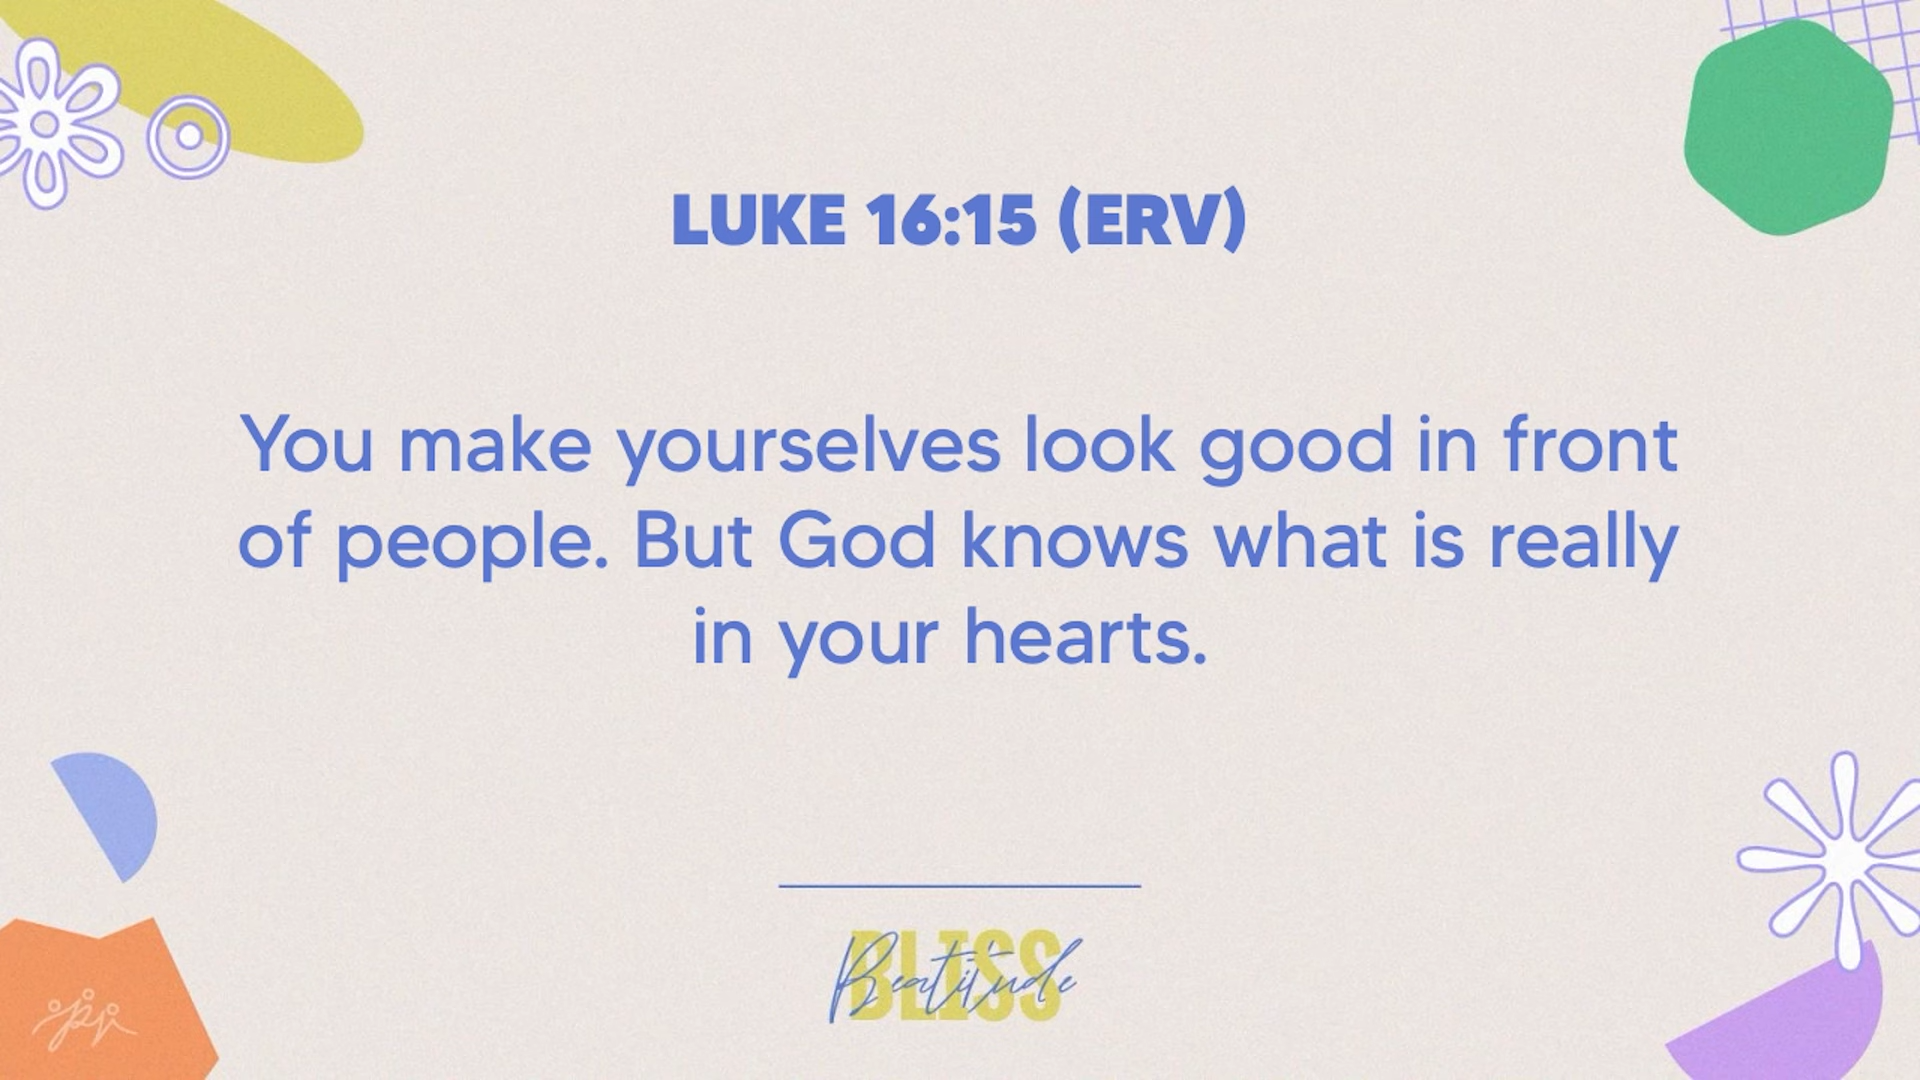 LUKE 16:15 (ERV)
You make yourselves look good in front
of people. But God knows what is really
in your hearts.
BLISS
Beatitude